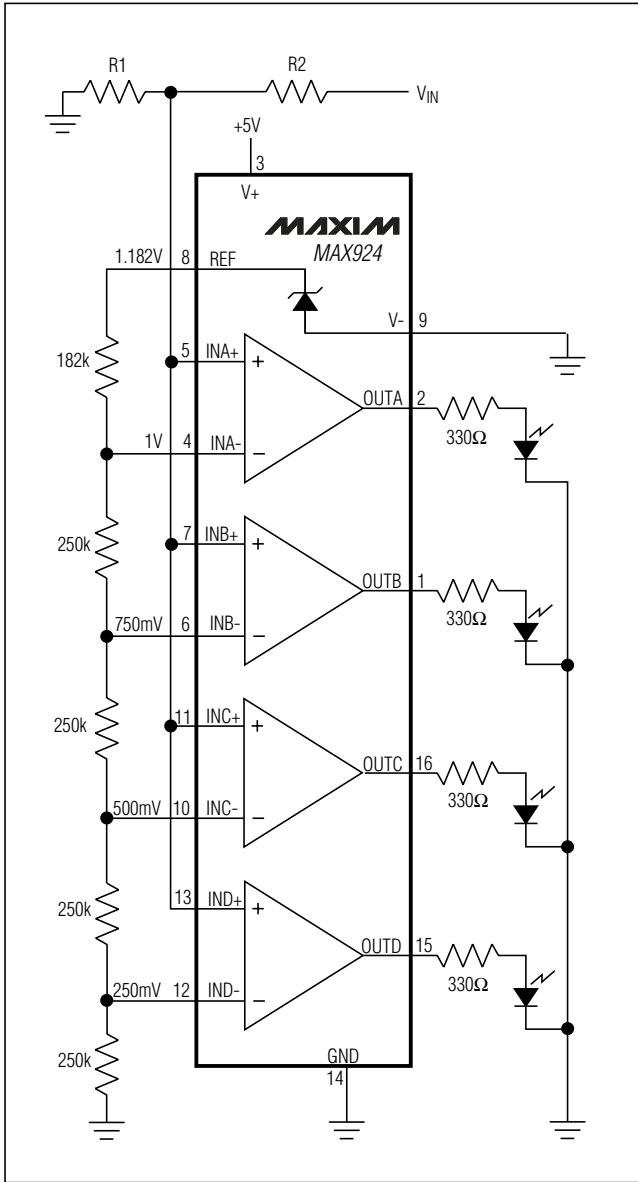 R1
R2
VIN
+5V
3
V+
MAXIM
MAX924
1.182V
8
REF
V-
9
182k
5
INA+
+
OUTA
2
330Ω
1V
4
INA-
−
250k
7
INB+
+
OUTB
1
330Ω
750mV
6
INB-
−
250k
11
INC+
+
OUTC
16
330Ω
500mV
10
INC-
−
250k
13
IND+
+
OUTD
15
330Ω
250mV
12
IND-
−
250k
GND
14